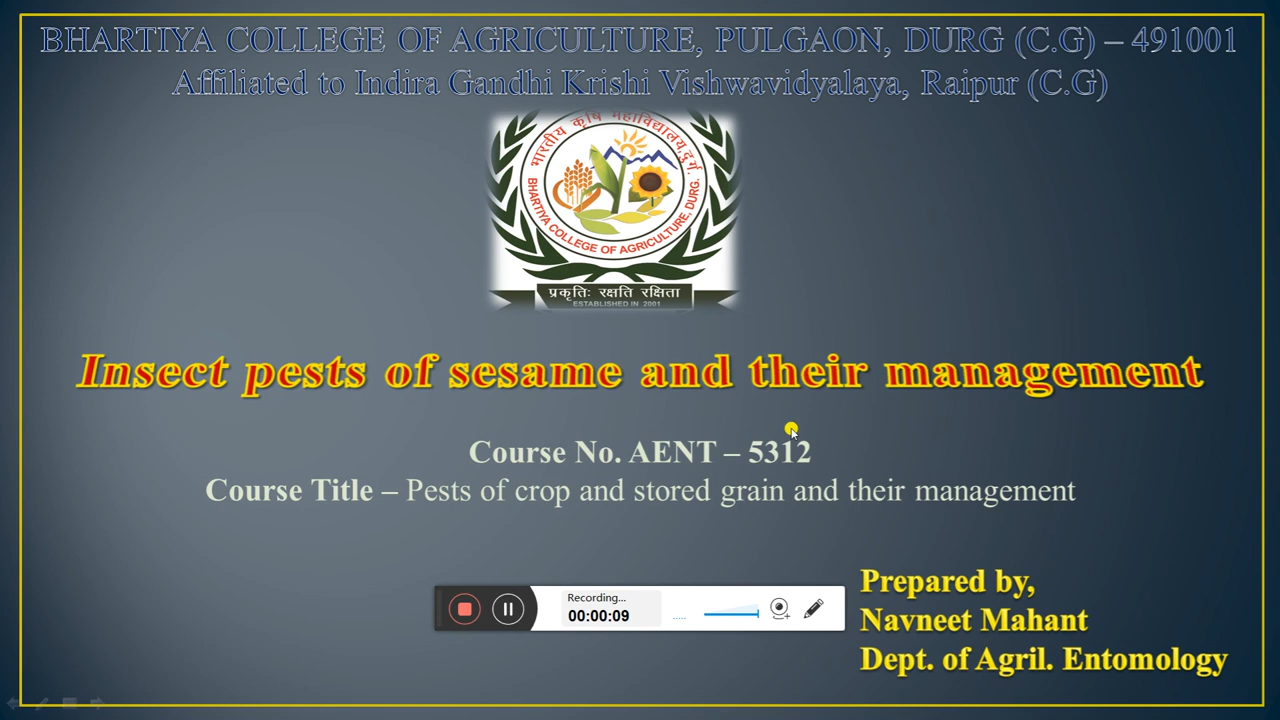 BHARTIYA COLLEGE OF AGRICULTURE, PULGAON, DURG (C.G) – 491001
Affiliated to Indira Gandhi Krishi Vishwavidyalaya, Raipur (C.G)
भारतीय कृषि महाविद्यालय, दुर्ग.
BHARTIYA COLLEGE OF AGRICULTURE, DURG.
प्रकृतिः रक्षति रक्षिता
ESTABLISHED IN 2001
Insect pests of sesame and their management
Course No. AENT – 5312
Course Title – Pests of crop and stored grain and their management
Recording...
00:00:09
Prepared by,
Navneet Mahant
Dept. of Agril. Entomology